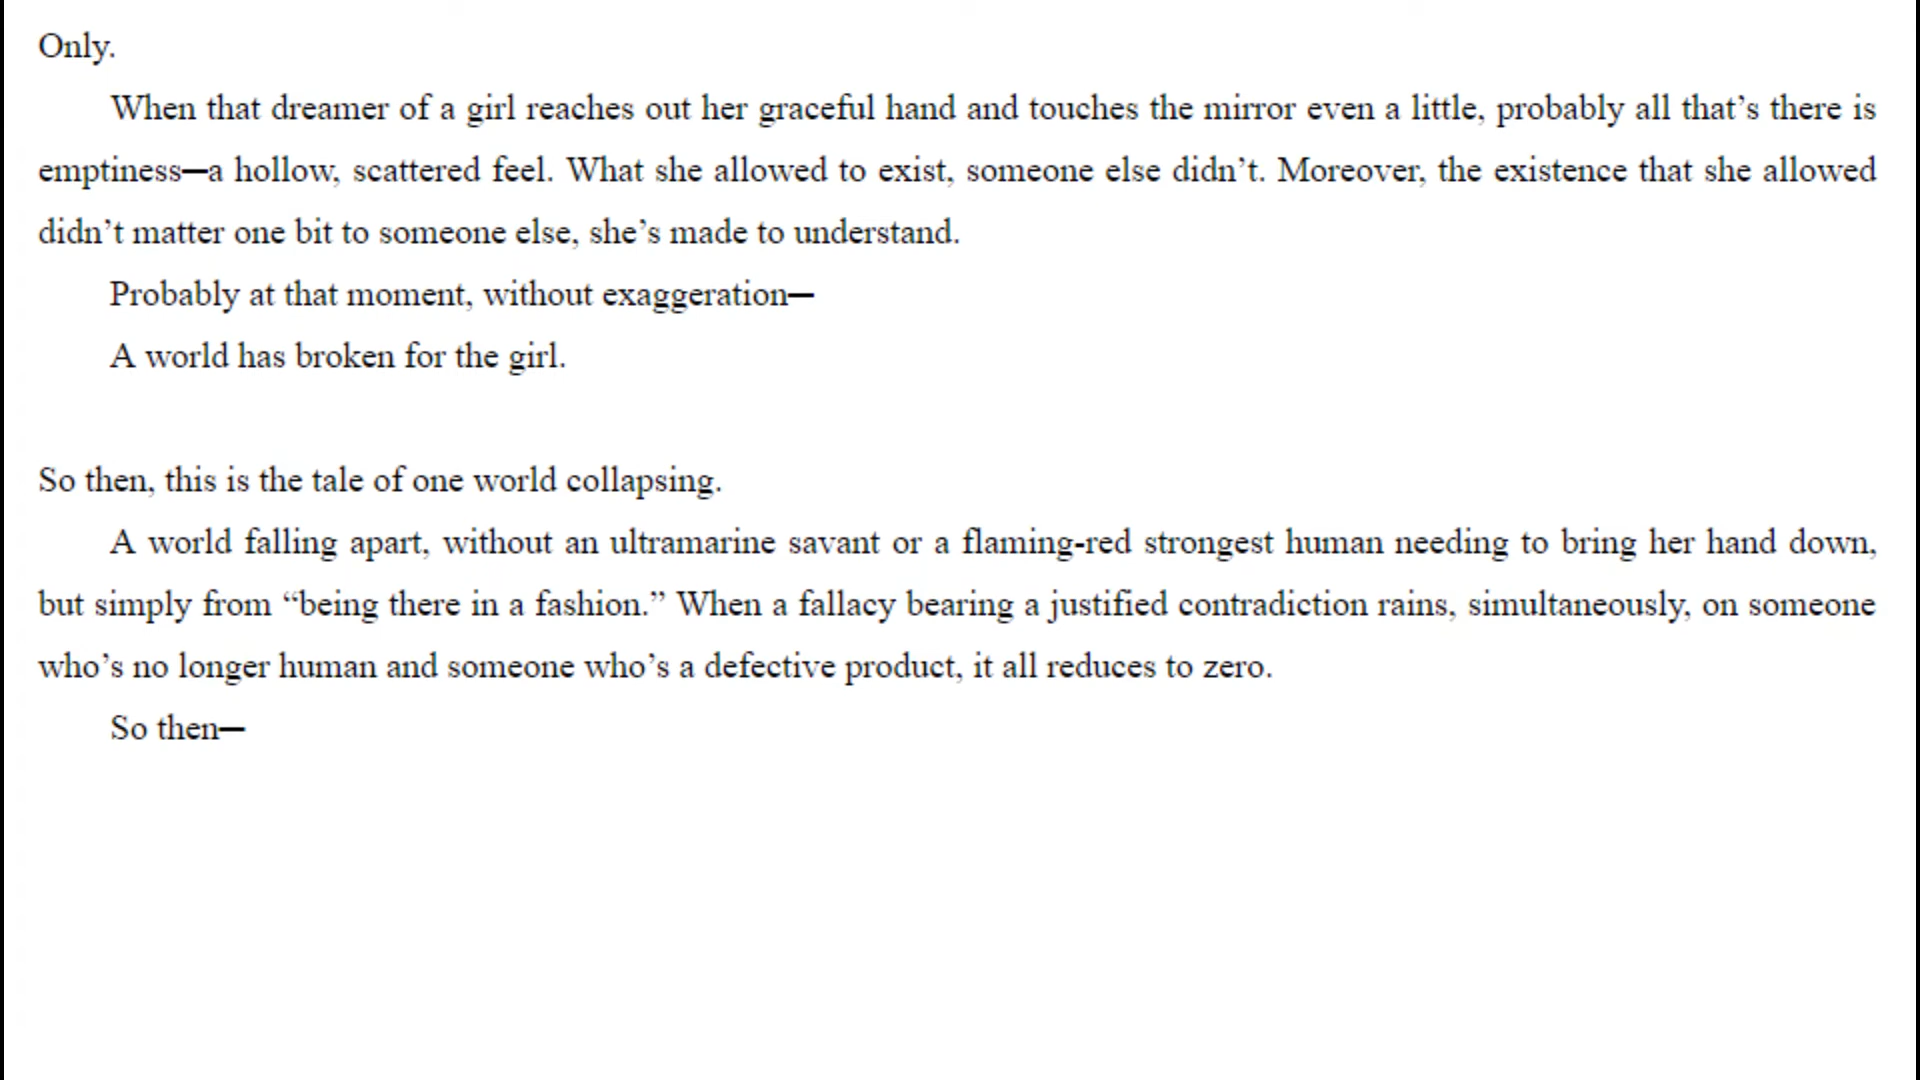 Only.
When that dreamer of a girl reaches out her graceful hand and touches the mirror even a little, probably all that’s there is
emptiness—a hollow, scattered feel. What she allowed to exist, someone else didn’t. Moreover, the existence that she allowed
didn’t matter one bit to someone else, she’s made to understand.
Probably at that moment, without exaggeration—
A world has broken for the girl.
So then, this is the tale of one world collapsing.
A world falling apart, without an ultramarine savant or a flaming-red strongest human needing to bring her hand down,
but simply from “being there in a fashion.” When a fallacy bearing a justified contradiction rains, simultaneously, on someone
who’s no longer human and someone who’s a defective product, it all reduces to zero.
So then—